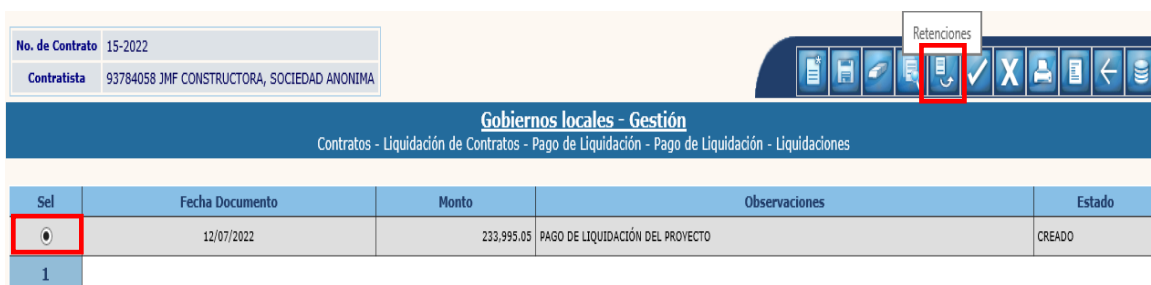 Retenciones
No. de Contrato 15-2022
Contratista 93784058 JMF CONSTRUCTORA, SOCIEDAD ANONIMA
Gobiernos locales - Gestión
Contratos - Liquidación de Contratos - Pago de Liquidación - Pago de Liquidación - Liquidaciones
Sel Fecha Documento Monto Observaciones Estado
12/07/2022 233,995.05 PAGO DE LIQUIDACIÓN DEL PROYECTO CREADO
1